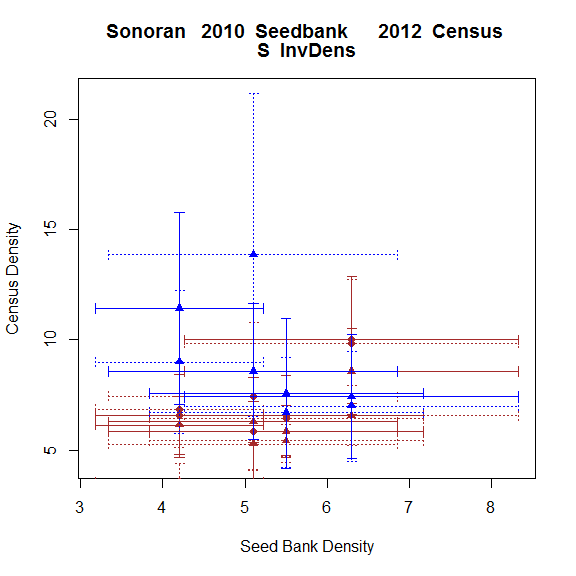 Sonoran 2010 Seedbank 2012 Census
S InvDens
Census Density
20
15
10
5
3 4 5 6 7 8
Seed Bank Density